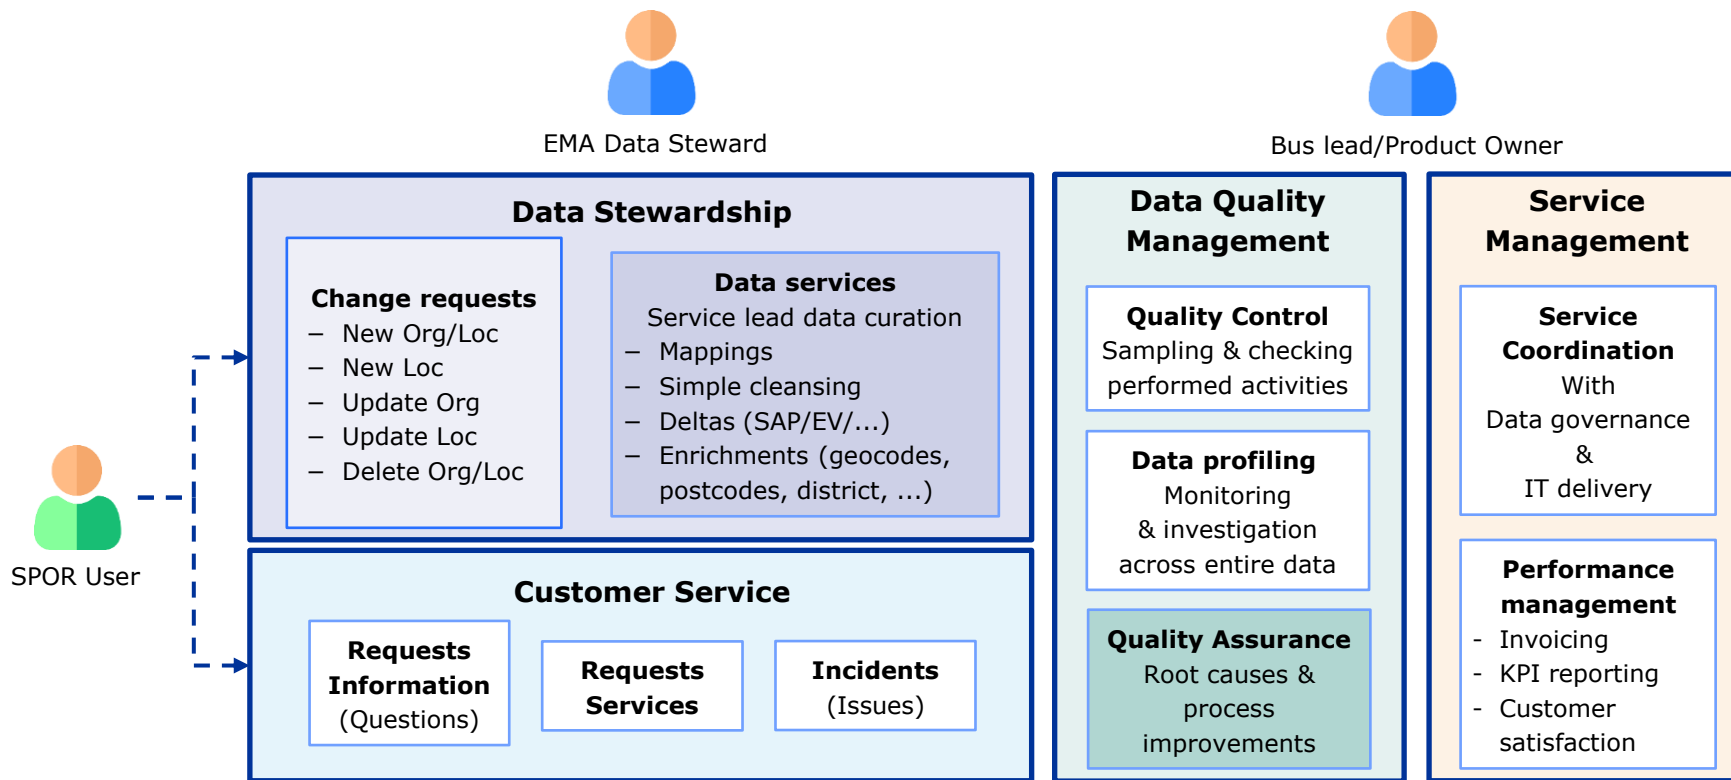 EMA Data Steward
Bus lead/Product Owner
SPOR User
Data Stewardship
Change requests
– New Org/Loc
– New Loc
– Update Org
– Update Loc
– Delete Org/Loc
Data services
Service lead data curation
– Mappings
– Simple cleansing
– Deltas (SAP/EV/...)
– Enrichments (geocodes,
postcodes, district, ...)
Customer Service
Requests
Information
(Questions)
Requests
Services
Incidents
(Issues)
Data Quality
Management
Quality Control
Sampling & checking
performed activities
Data profiling
Monitoring
& investigation
across entire data
Quality Assurance
Root causes &
process
improvements
Service
Management
Service
Coordination
With
Data governance
&
IT delivery
Performance
management
- Invoicing
- KPI reporting
- Customer
satisfaction